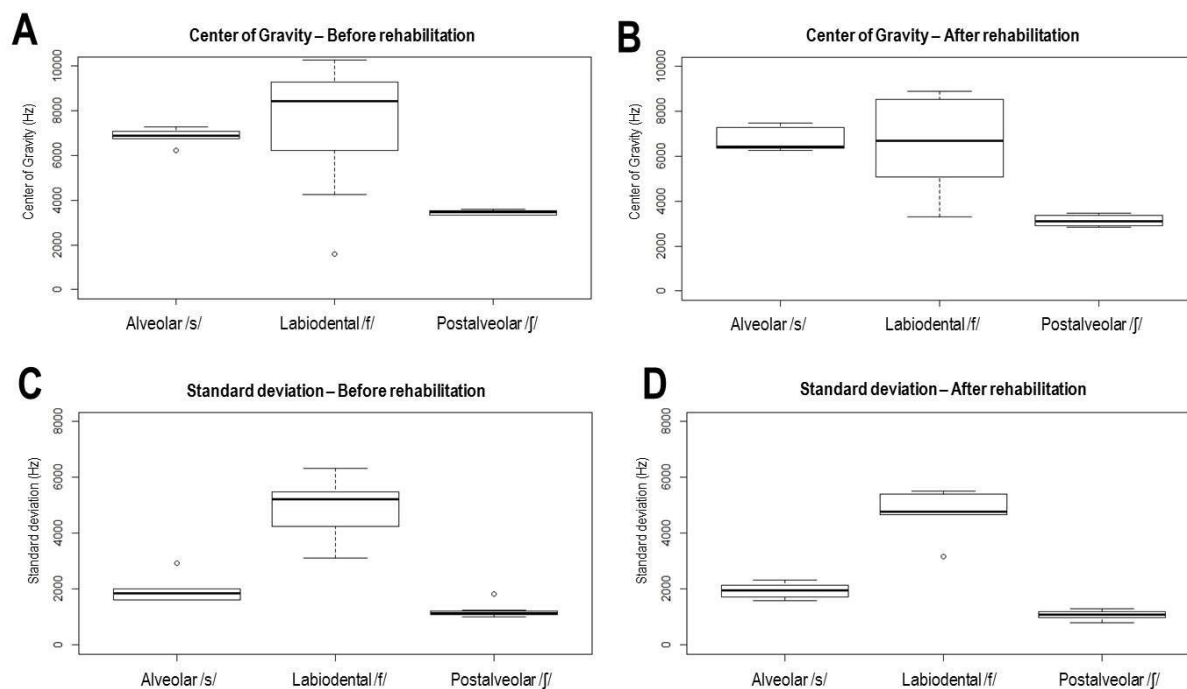 A
Center of Gravity – Before rehabilitation
Center of Gravity (Hz)
10000
8000
6000
4000
2000
0
Alveolar /s/ Labiodental /f/ Postalveolar /ʃ/
B
Center of Gravity – After rehabilitation
Center of Gravity (Hz)
10000
8000
6000
4000
2000
0
Alveolar /s/ Labiodental /f/ Postalveolar /ʃ/
C
Standard deviation – Before rehabilitation
Standard deviation (Hz)
8000
6000
4000
2000
0
Alveolar /s/ Labiodental /f/ Postalveolar /ʃ/
D
Standard deviation – After rehabilitation
Standard deviation (Hz)
8000
6000
4000
2000
0
Alveolar /s/ Labiodental /f/ Postalveolar /ʃ/